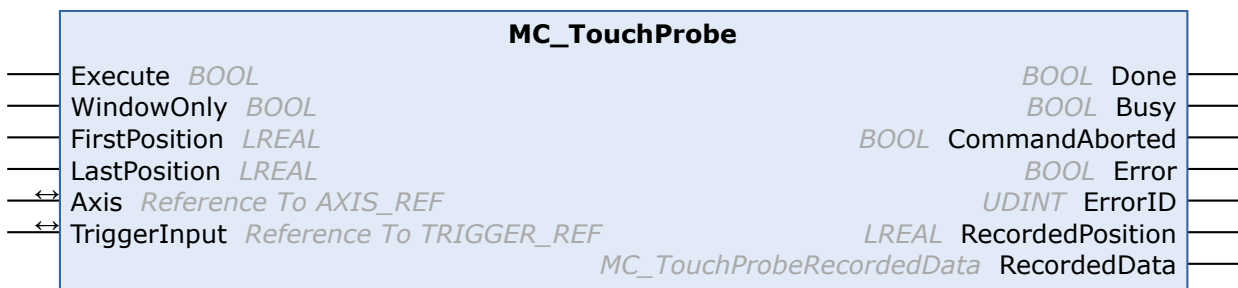 MC_TouchProbe
Execute BOOL BOOL Done
WindowOnly BOOL BOOL Busy
FirstPosition LREAL BOOL CommandAborted
LastPosition LREAL BOOL Error
↔ Axis Reference To AXIS_REF UDINT ErrorID
↔ TriggerInput Reference To TRIGGER_REF LREAL RecordedPosition
MC_TouchProbeRecordedData RecordedData